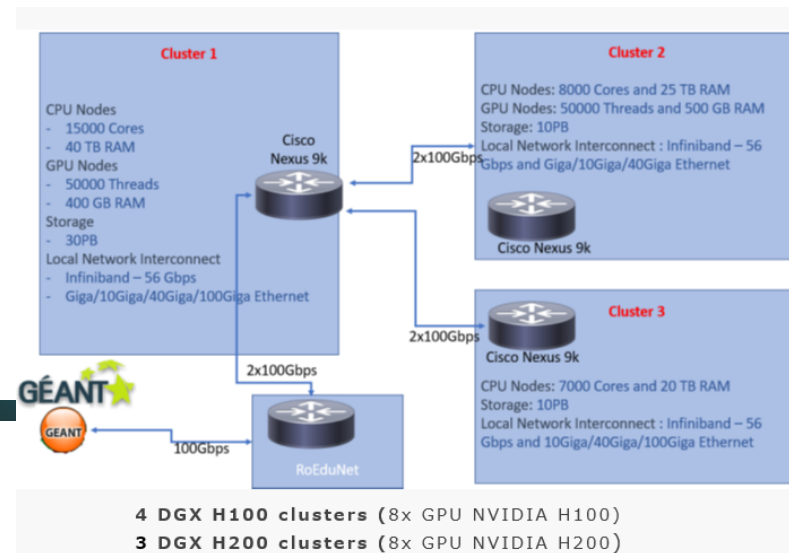 Cluster 1
CPU Nodes
- 15000 Cores
- 40 TB RAM
GPU Nodes
- 50000 Threads
- 400 GB RAM
Storage
- 30PB
Local Network Interconnect
- Infiniband – 56 Gbps
- Giga/10Giga/40Giga/100Giga Ethernet
Cisco
Nexus 9k
2x100Gbps
Cluster 2
CPU Nodes: 8000 Cores and 25 TB RAM
GPU Nodes: 50000 Threads and 500 GB RAM
Storage: 10PB
Local Network Interconnect : Infiniband – 56
Gbps and Giga/10Giga/40Giga Ethernet
Cisco Nexus 9k
2x100Gbps
Cluster 3
Cisco Nexus 9k
CPU Nodes: 7000 Cores and 20 TB RAM
Storage: 10PB
Local Network Interconnect : Infiniband – 56
Gbps and 10Giga/40Giga/100Giga Ethernet
2x100Gbps
GÉANT
GEANT
100Gbps
RoEduNet
4 DGX H100 clusters (8x GPU NVIDIA H100)
3 DGX H200 clusters (8x GPU NVIDIA H200)